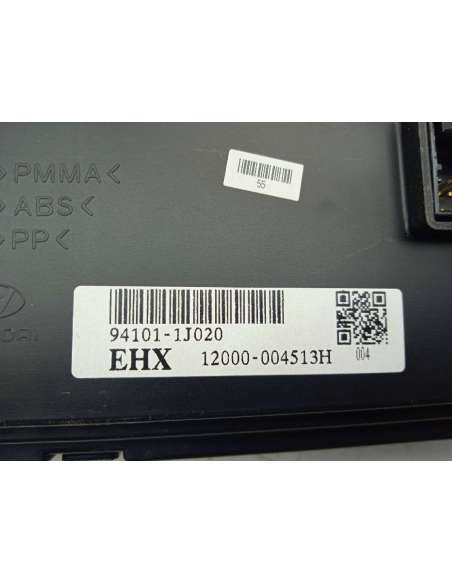 >PMMA<
>ABS<
>PP<
55
94101-1J020
EHX 12000-004513H
004